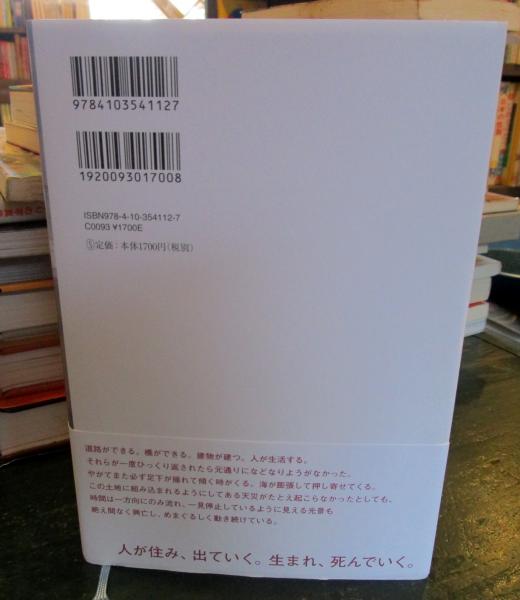 9784103541127
1920093017008
ISBN978-4-10-354112-7
C0093 ¥1700E
Ⓢ定価：本体1700円（税別）
道路ができる。橋ができる。建物が建つ。人が生活する。
それらが一度ひっくり返されたら元通りになどなりようがなかった。
やがてまた必ず足下が揺れて傾く時がくる。海が膨張して押し寄せてくる。
この土地に組み込まれるようにしてある天災がたとえ起こらなかったとしても、
時間は一方向にのみ流れ、一見停止しているように見える光景も
絶え間なく興亡し、めまぐるしく動き続けている。
人が住み、出ていく。生まれ、死んでいく。